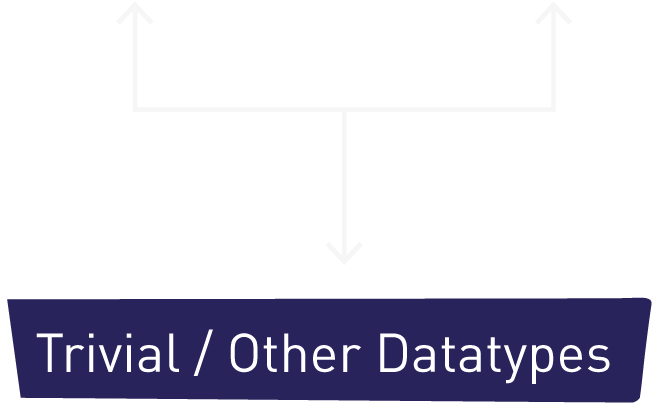 Trivial / Other Datatypes